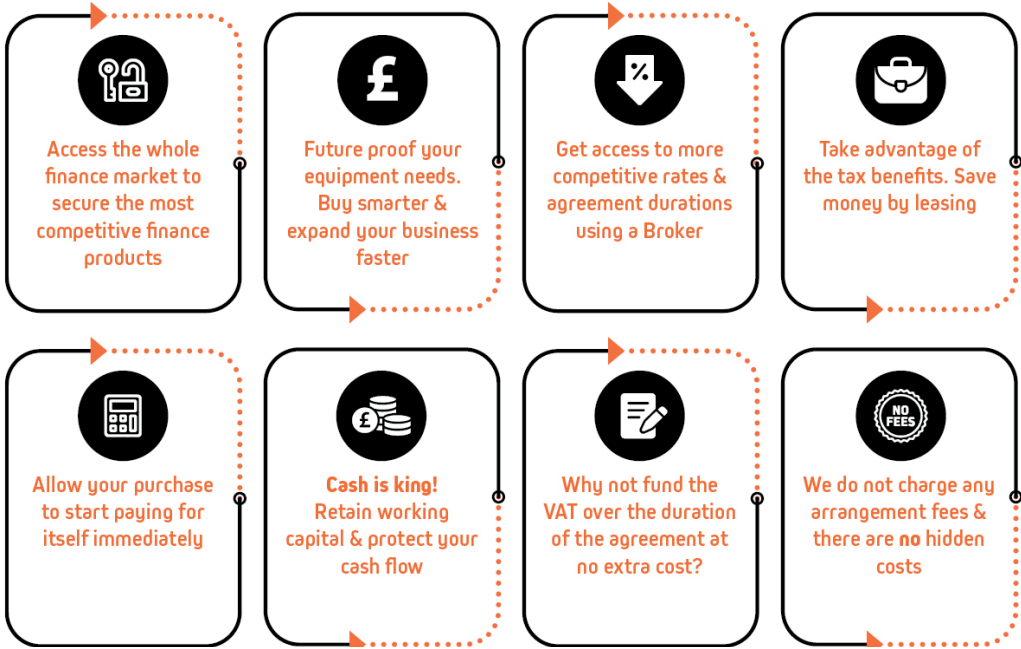 Access the whole
finance market to
secure the most
competitive finance
products
£
Future proof your
equipment needs.
Buy smarter &
expand your business
faster
%
Get access to more
competitive rates &
agreement durations
using a Broker
Take advantage of
the tax benefits. Save
money by leasing
Allow your purchase
to start paying for
itself immediately
£
Cash is king!
Retain working
capital & protect your
cash flow
Why not fund the
VAT over the duration
of the agreement at
no extra cost?
NO
FEES
We do not charge any
arrangement fees &
there are no hidden
costs